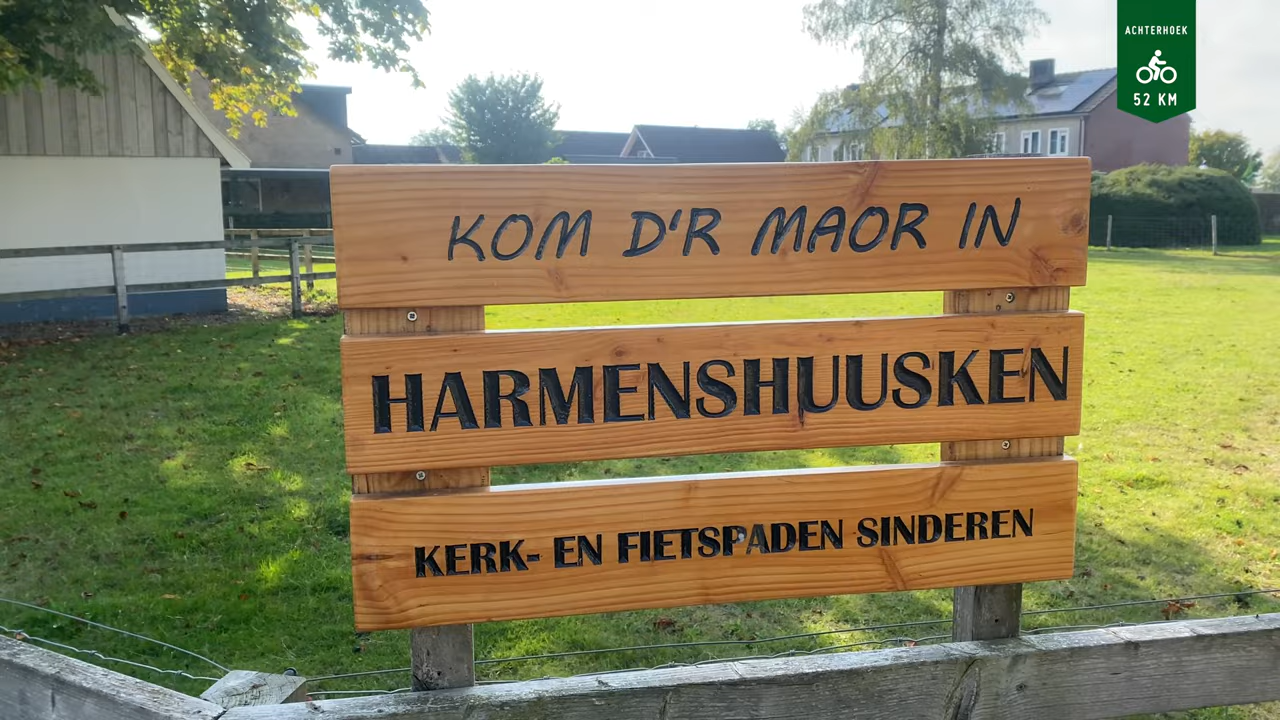 ACHTERHOEK
52 KM
KOM D'R MAOR IN
HARMENSHUUSKEN
KERK- EN FIETSPADEN SINDEREN